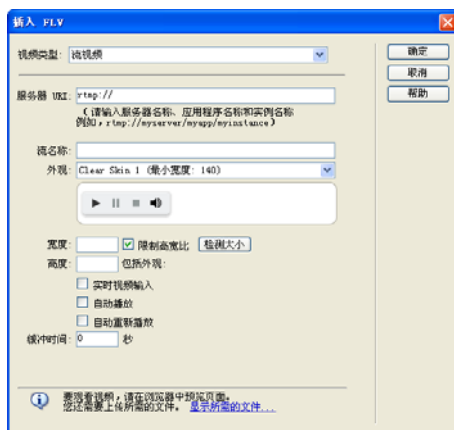 插入 FLV
视频类型: 流视频
确定
取消
帮助
服务器 URI: rtmp://
(请输入服务器名称、应用程序名称和实例名称
例如,rtmp://myserver/myapp/myinstance)
流名称:
外观: Clear Skin 1 (最小宽度: 140)
宽度: 限制高宽比 检测大小
高度: 包括外观:
实时视频输入
自动播放
自动重新播放
缓冲时间: 0 秒
要观看视频,请在浏览器中预览页面。
您还需要上传所需的文件。 显示所需的文件...